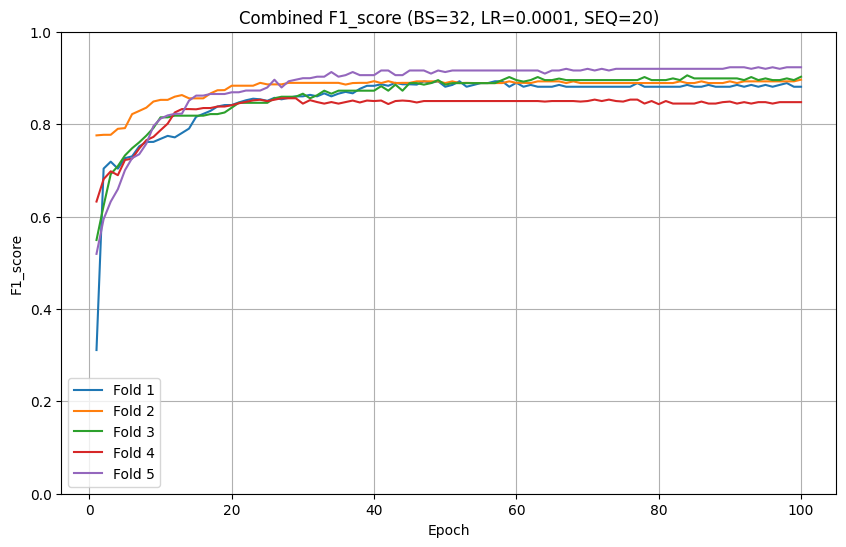 Combined F1_score (BS=32, LR=0.0001, SEQ=20)
1.0
0.8
0.6
0.4
0.2
0.0
F1_score
Fold 1
Fold 2
Fold 3
Fold 4
Fold 5
0 20 40 60 80 100
Epoch